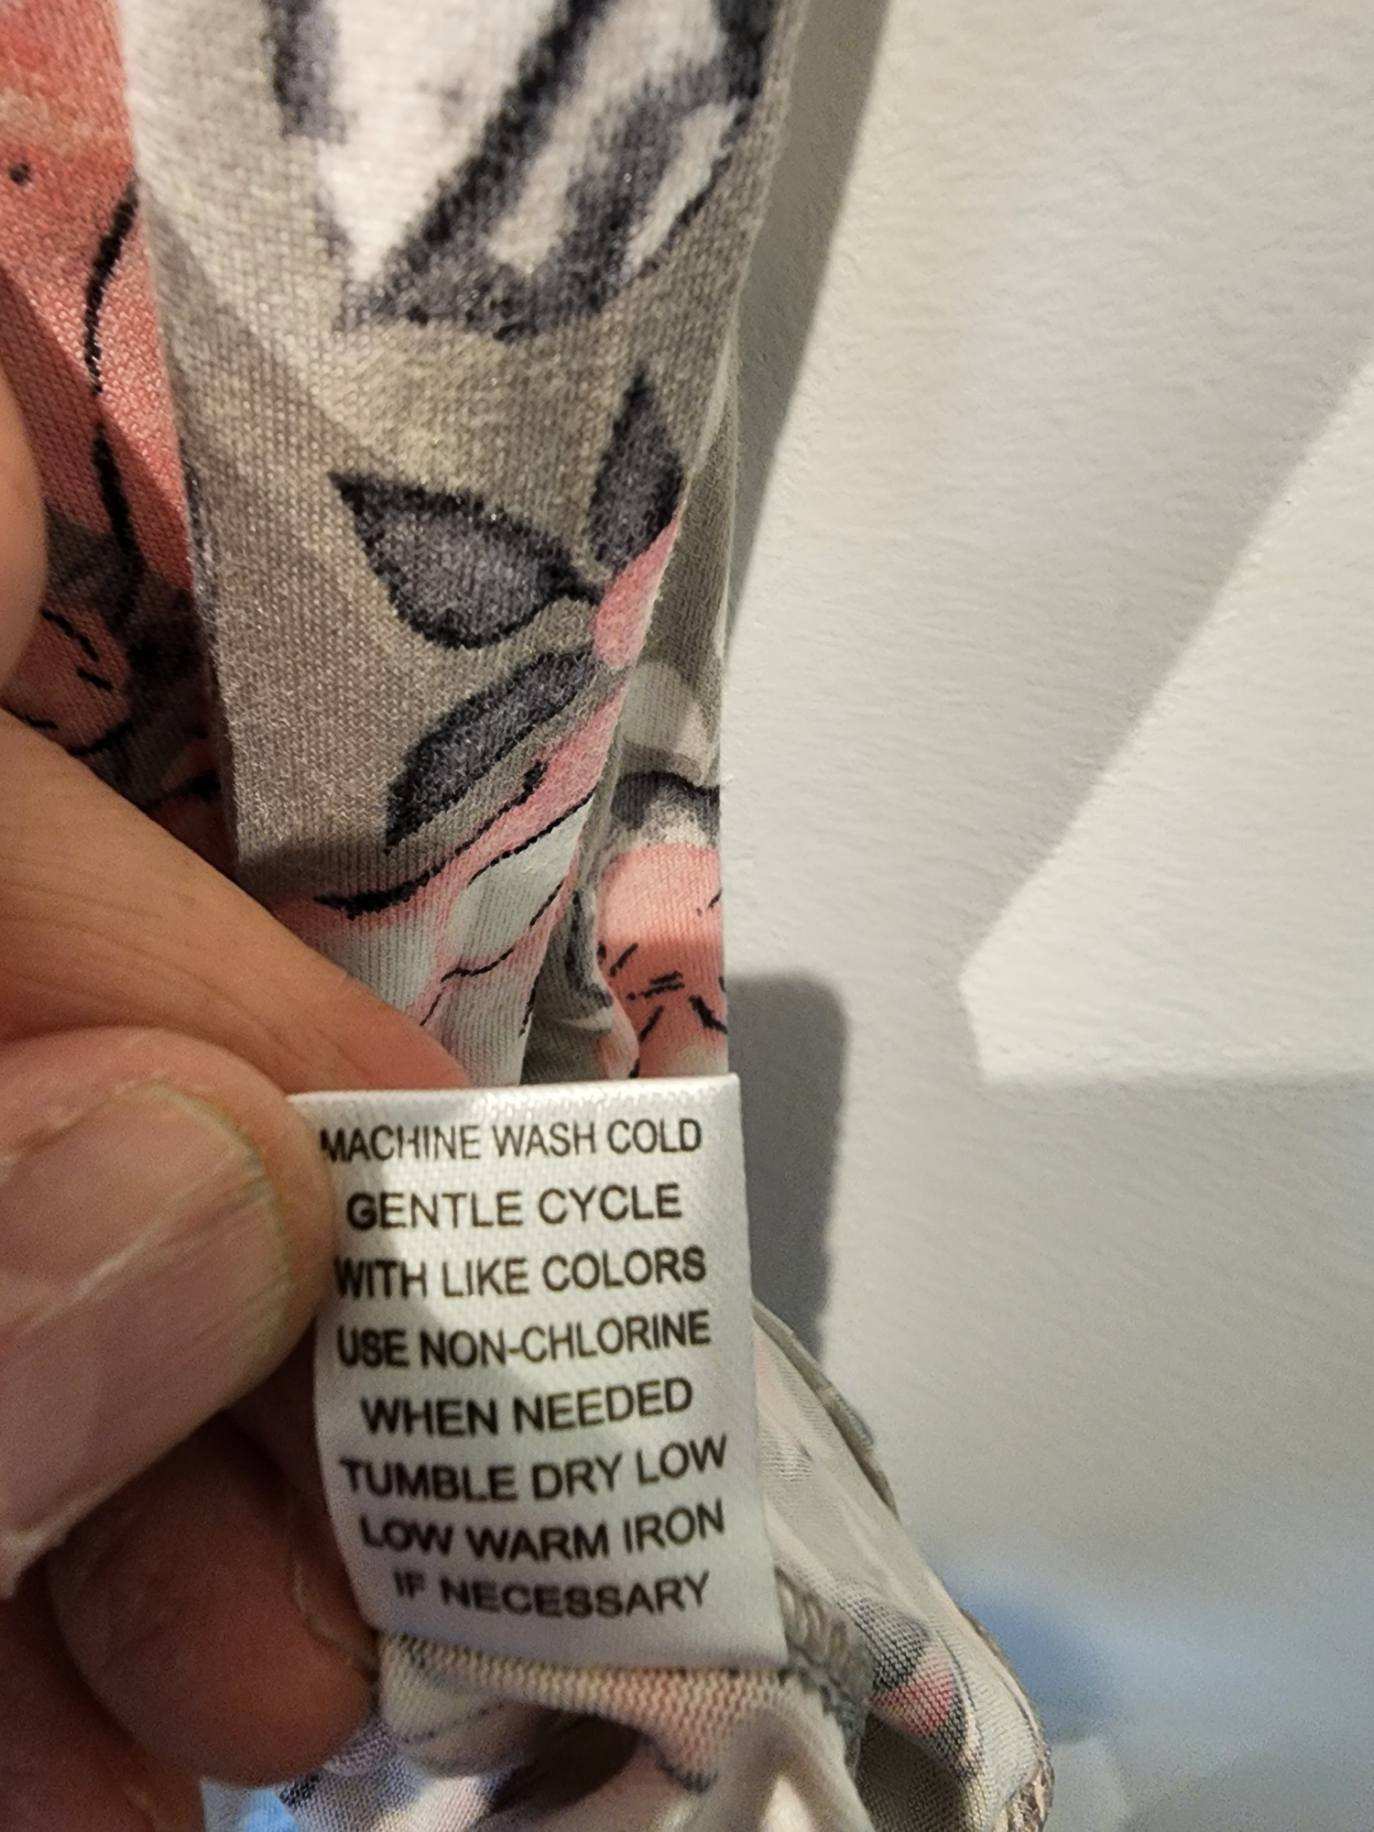 MACHINE WASH COLD
GENTLE CYCLE
WITH LIKE COLORS
USE NON-CHLORINE
WHEN NEEDED
TUMBLE DRY LOW
LOW WARM IRON
IF NECESSARY